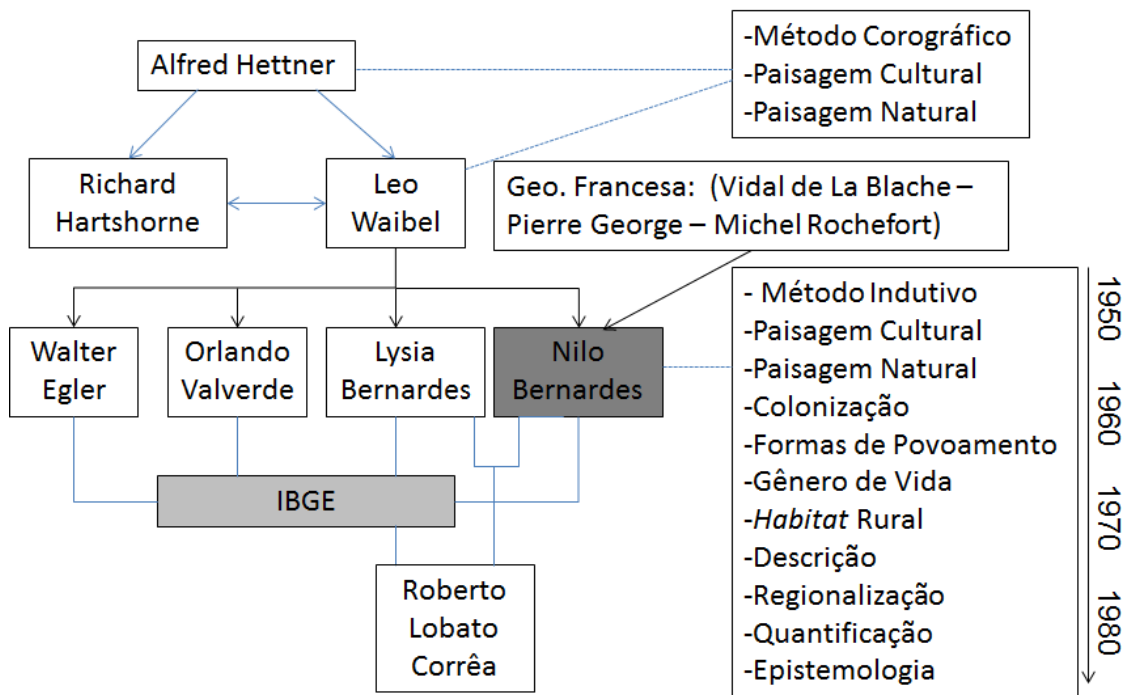 Alfred Hettner
-Método Corográfico
-Paisagem Cultural
-Paisagem Natural
Richard
Hartshorne
Leo
Waibel
Geo. Francesa: (Vidal de La Blache –
Pierre George – Michel Rochefort)
Walter
Egler
Orlando
Valverde
Lysia
Bernardes
Nilo
Bernardes
- Método Indutivo
-Paisagem Cultural
-Paisagem Natural
-Colonização
-Formas de Povoamento
-Gênero de Vida
-Habitat Rural
-Descrição
-Regionalização
-Quantificação
-Epistemologia
1950
1960
1970
1980
IBGE
Roberto
Lobato
Corrêa